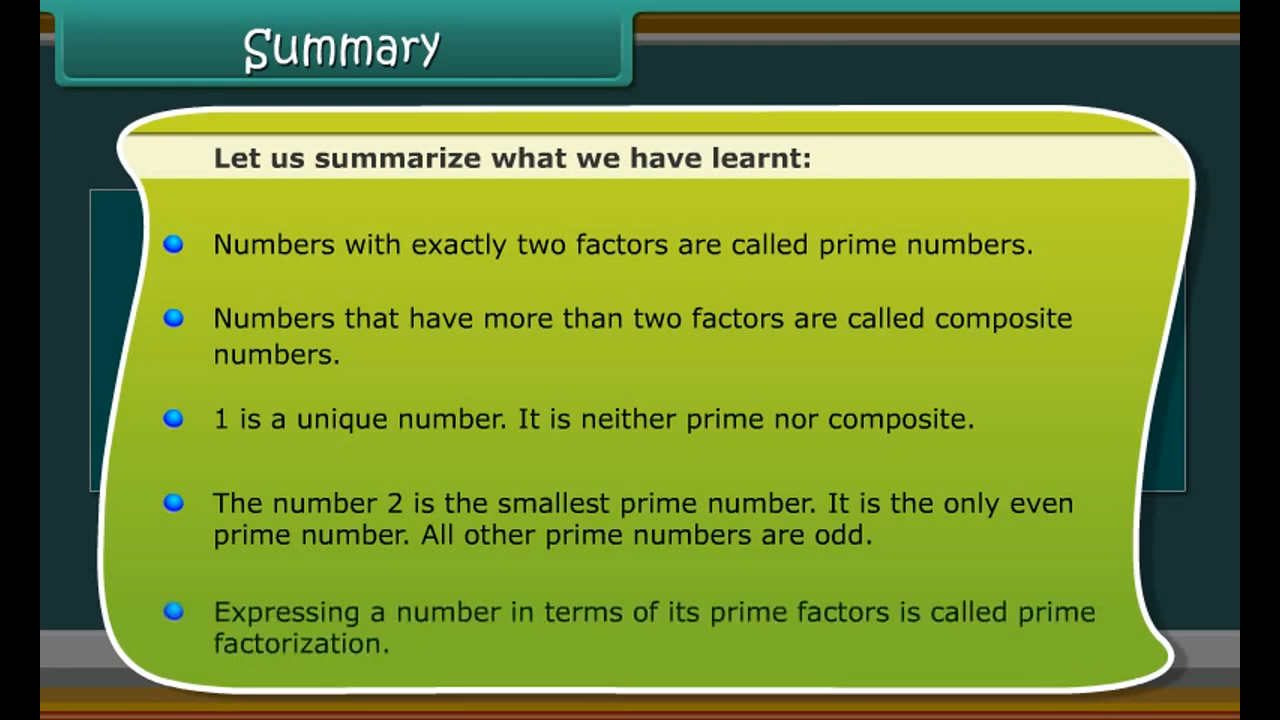 Summary
Let us summarize what we have learnt:
Numbers with exactly two factors are called prime numbers.
Numbers that have more than two factors are called composite
numbers.
1 is a unique number. It is neither prime nor composite.
The number 2 is the smallest prime number. It is the only even
prime number. All other prime numbers are odd.
Expressing a number in terms of its prime factors is called prime
factorization.